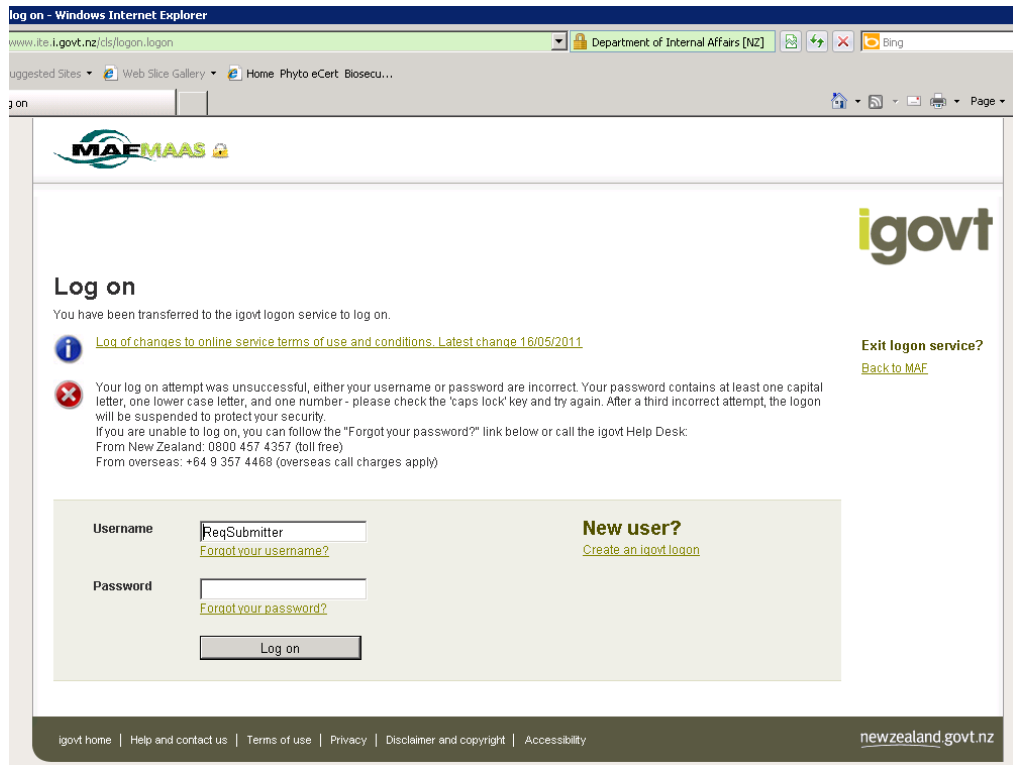 log on - Windows Internet Explorer
www.ite.i.govt.nz/cls/logon.logon
Department of Internal Affairs [NZ]
Bing
uggested Sites
Web Slice Gallery
Home Phyto eCert Biosecu...
g on
Page
MAFMAAS
igovt
Log on
You have been transferred to the igovt logon service to log on.
Log of changes to online service terms of use and conditions. Latest change 16/05/2011
Exit logon service?
Back to MAF
Your log on attempt was unsuccessful, either your username or password are incorrect. Your password contains at least one capital
letter, one lower case letter, and one number - please check the 'caps lock' key and try again. After a third incorrect attempt, the logon
will be suspended to protect your security.
If you are unable to log on, you can follow the "Forgot your password?" link below or call the igovt Help Desk:
From New Zealand: 0800 457 4357 (toll free)
From overseas: +64 9 357 4468 (overseas call charges apply)
Username
ReqSubmitter
Forgot your username?
New user?
Create an igovt logon
Password
Forgot your password?
Log on
igovt home | Help and contact us | Terms of use | Privacy | Disclaimer and copyright | Accessibility
newzealand.govt.nz